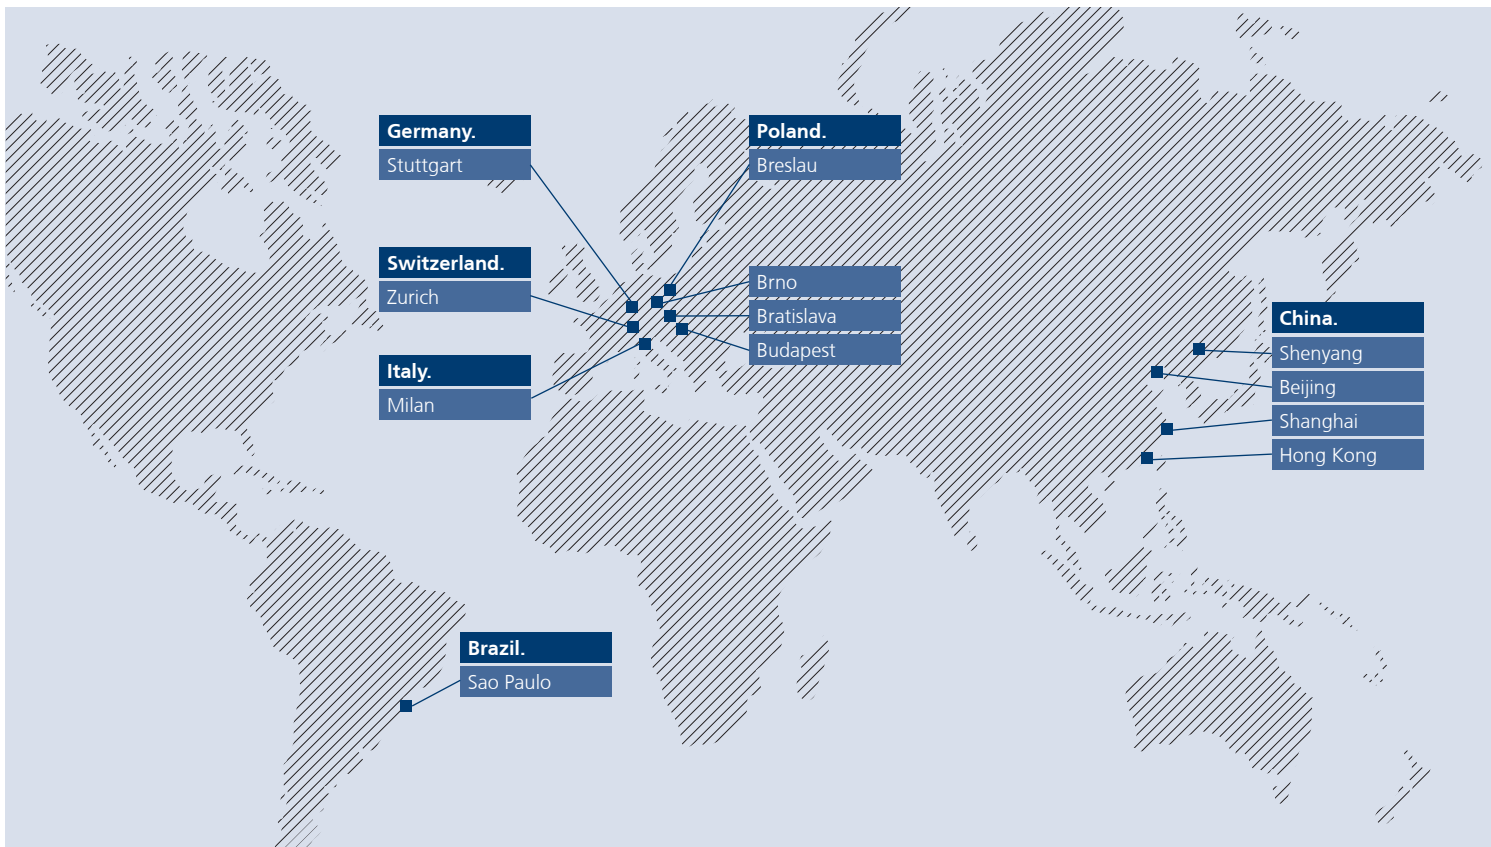 Germany.
Stuttgart
Switzerland.
Zurich
Italy.
Milan
Poland.
Breslau
Brno
Bratislava
Budapest
China.
Shenyang
Beijing
Shanghai
Hong Kong
Brazil.
Sao Paulo